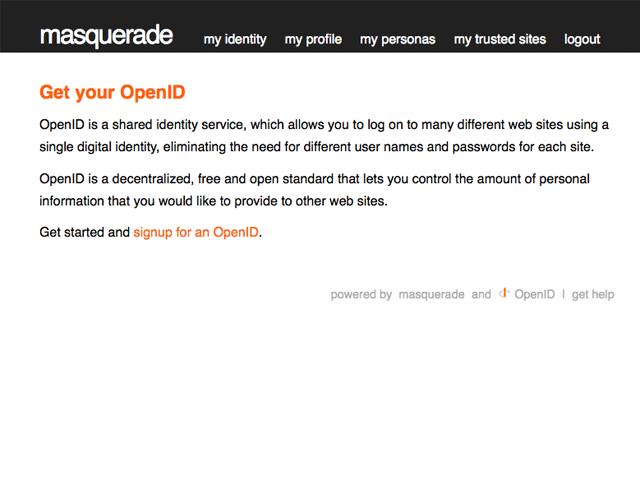 masquerade my identity my profile my personas my trusted sites logout
Get your OpenID
OpenID is a shared identity service, which allows you to log on to many different web sites using a
single digital identity, eliminating the need for different user names and passwords for each site.
OpenID is a decentralized, free and open standard that lets you control the amount of personal
information that you would like to provide to other web sites.
Get started and signup for an OpenID.
powered by masquerade and OpenID | get help